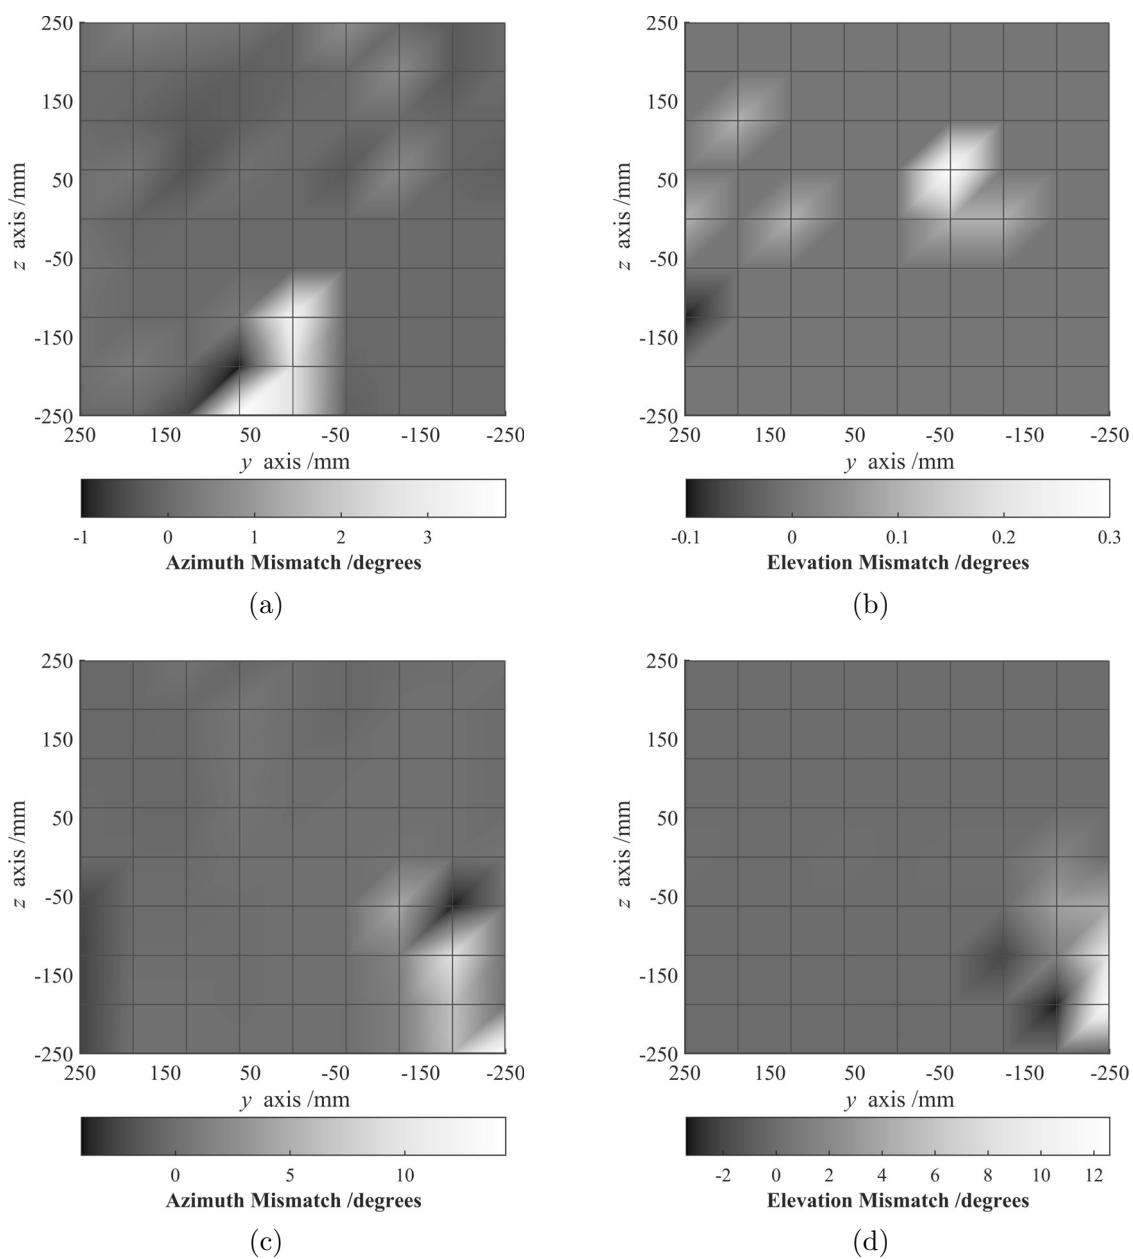 250
150
50
-50
-150
-250
z axis /mm
250 150 50 -50 -150 -250
y axis /mm
-1 0 1 2 3
Azimuth Mismatch /degrees
(a)
250
150
50
-50
-150
-250
z axis /mm
250 150 50 -50 -150 -250
y axis /mm
-0.1 0 0.1 0.2 0.3
Elevation Mismatch /degrees
(b)
250
150
50
-50
-150
-250
z axis /mm
250 150 50 -50 -150 -250
y axis /mm
0 5 10
Azimuth Mismatch /degrees
(c)
250
150
50
-50
-150
-250
z axis /mm
250 150 50 -50 -150 -250
y axis /mm
-2 0 2 4 6 8 10 12
Elevation Mismatch /degrees
(d)